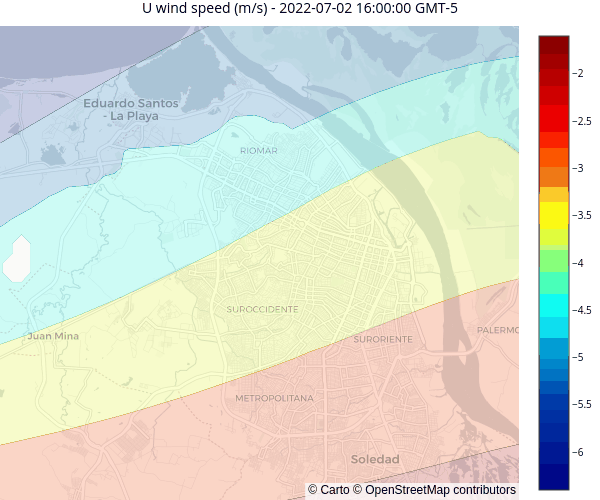 U wind speed (m/s) - 2022-07-02 16:00:00 GMT-5
−2
Eduardo Santos
- La Playa
−2.5
RIOMAR
−3
−3.5
−4
−4.5
SUROCCIDENTE
PALERMO
Juan Mina
SURORIENTE
−5
METROPOLITANA
−5.5
Soledad
−6
© Carto © OpenStreetMap contributors